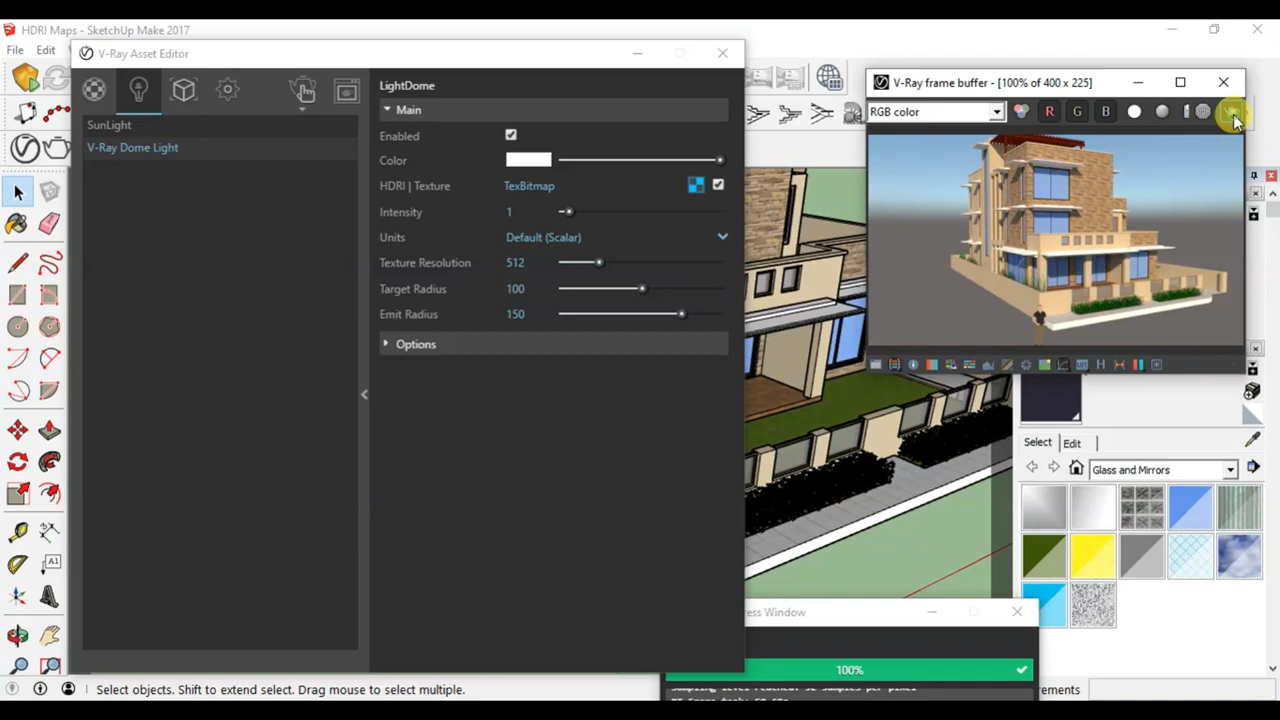 HDRI Maps - SketchUp Make 2017
File Edit
V-Ray Asset Editor
SunLight
V-Ray Dome Light
LightDome
Main
Enabled
Color
HDRI | Texture TexBitmap
Intensity 1
Units Default (Scalar)
Texture Resolution 512
Target Radius 100
Emit Radius 150
Options
V-Ray frame buffer - [100% of 400 x 225]
RGB color R G B
Select Edit
Glass and Mirrors
A1
ress Window
100%
Select objects. Shift to extend select. Drag mouse to select multiple.
rements